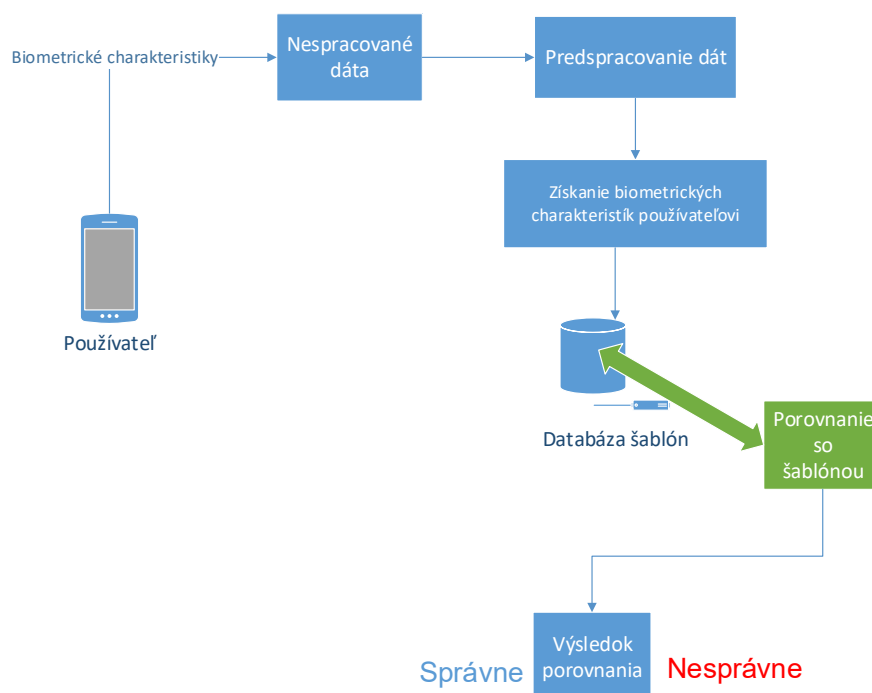 Biometrické charakteristiky
Nespracované
dáta
Predspracovanie dát
Získanie biometrických
charakteristík používateľovi
Používateľ
Databáza šablón
Porovnanie
so
šablónou
Správne
Výsledok
porovnania
Nesprávne